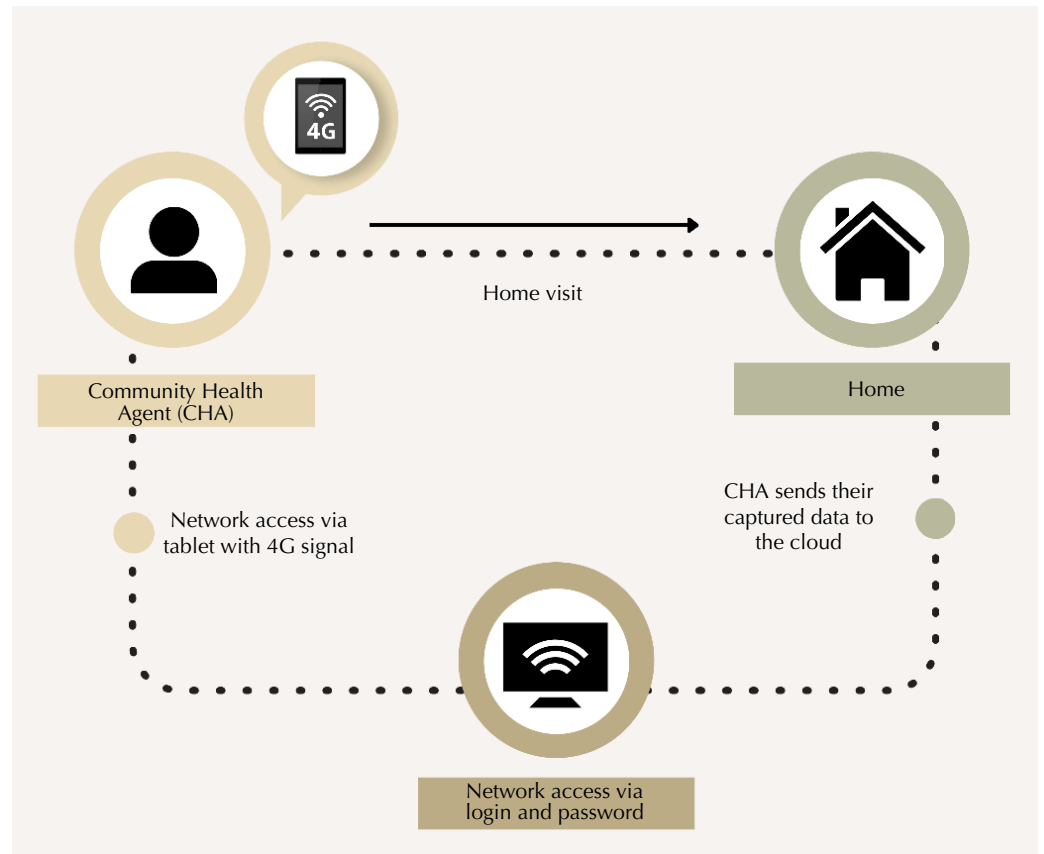 4G
Home visit
Community Health
Agent (CHA)
Home
Network access via
tablet with 4G signal
CHA sends their
captured data to
the cloud
Network access via
login and password